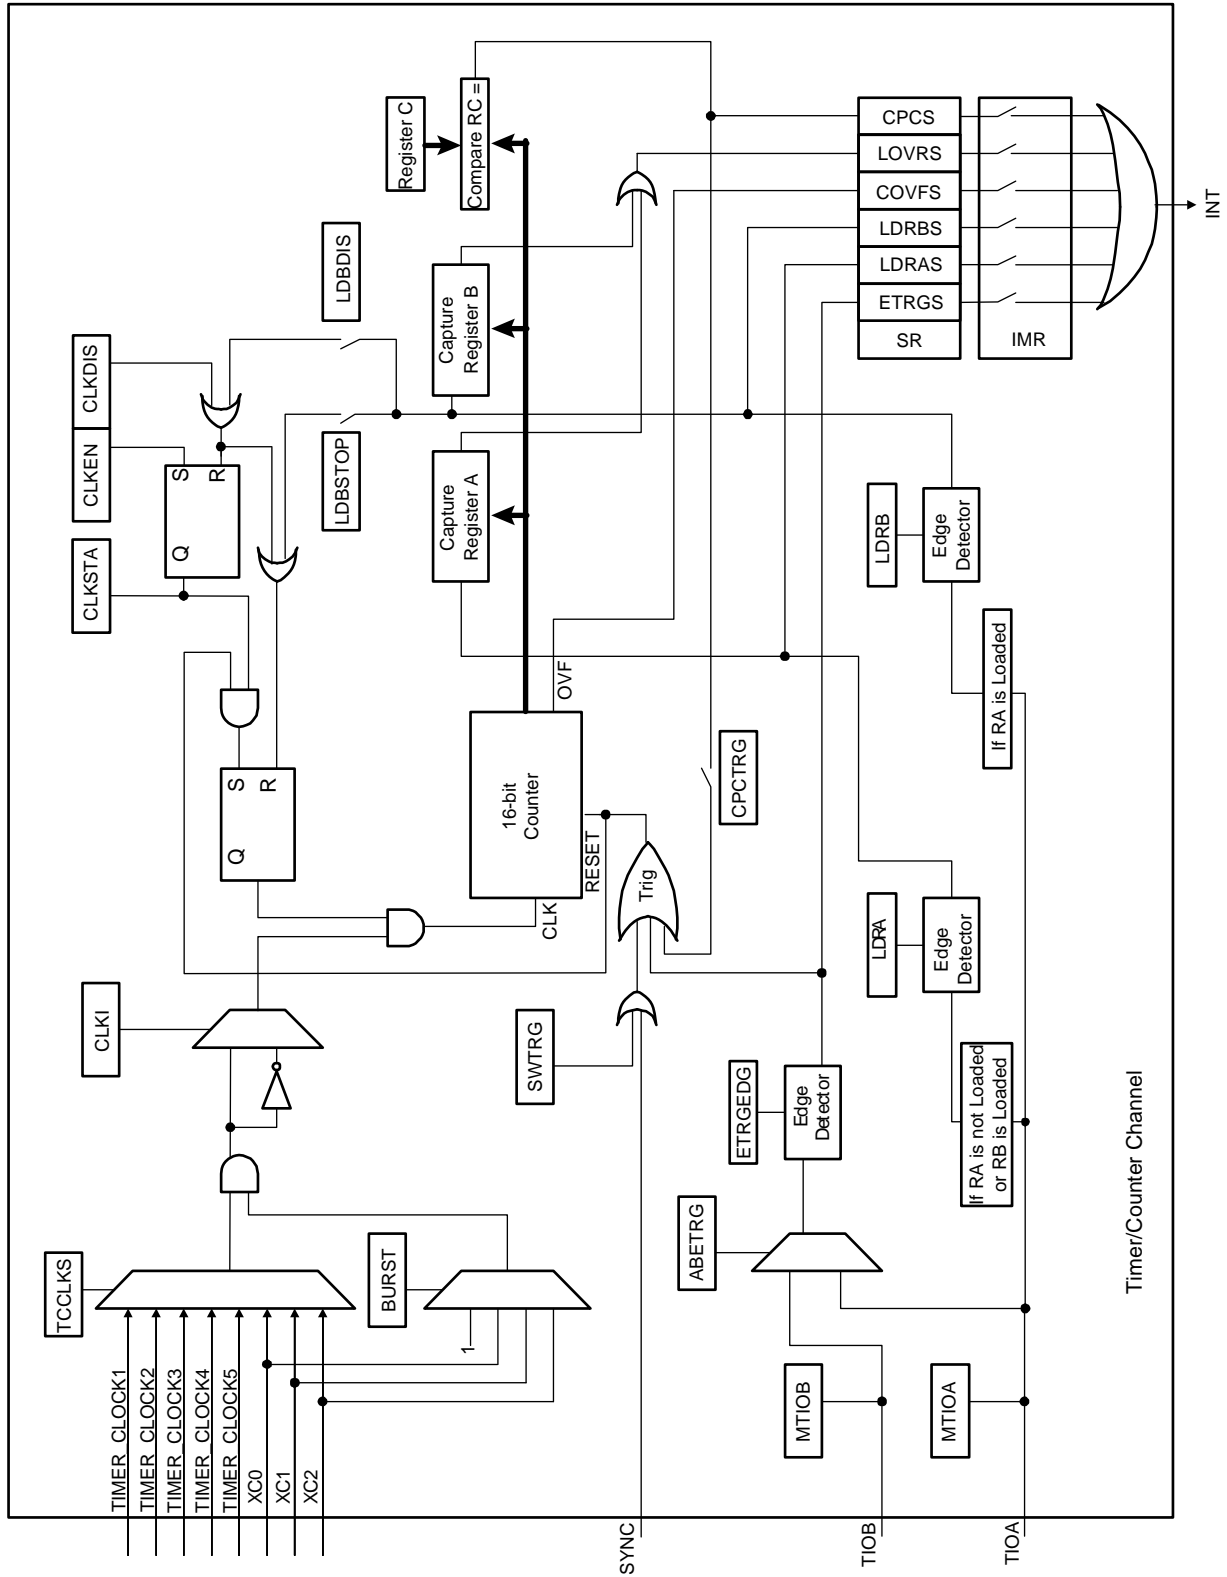 TIMER_CLOCK1
TIMER_CLOCK2
TIMER_CLOCK3
TIMER_CLOCK4
TIMER_CLOCK5
XC0
XC1
XC2
TCCLKS
CLKI
CLKSTA
CLKEN
CLKDIS
BURST
1
Q
S
R
Q
S
R
LDBSTOP
LDBDIS
Register C
Compare RC =
Capture
Register B
Capture
Register A
16-bit
Counter
OVF
RESET
CLK
Trig
SWTRG
CPCTRG
SYNC
ABETRG
ETRGEDG
Edge
Detector
MTIOB
TIOB
MTIOA
TIOA
If RA is not Loaded
or RB is Loaded
LDRA
Edge
Detector
If RA is Loaded
LDRB
Edge
Detector
CPCS
LOVRS
COVFS
LDRBS
LDRAS
ETRGS
SR
IMR
INT
Timer/Counter Channel